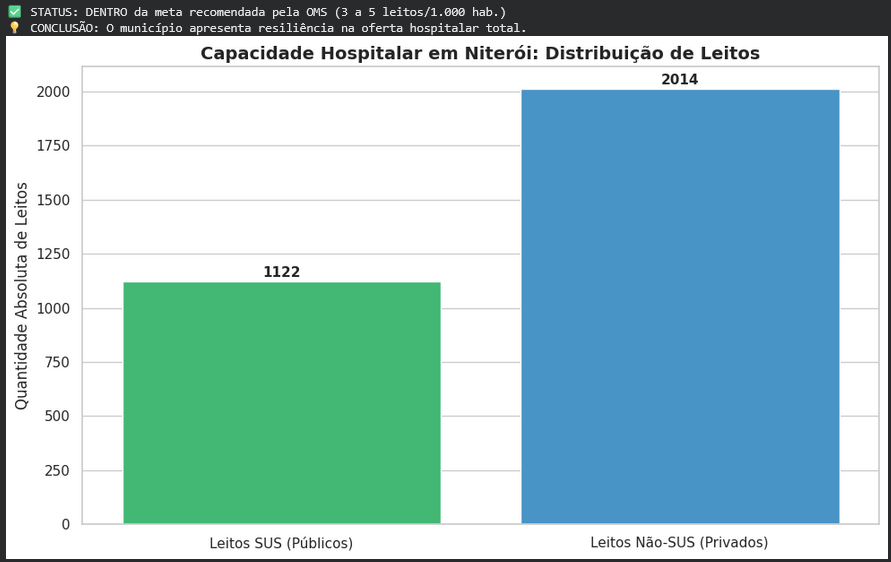 ✅ STATUS: DENTRO da meta recomendada pela OMS (3 a 5 leitos/1.000 hab.)
💡 CONCLUSÃO: O município apresenta resiliência na oferta hospitalar total.
Capacidade Hospitalar em Niterói: Distribuição de Leitos
2014
2000
1750
1500
1250
1122
1000
750
500
250
0
Quantidade Absoluta de Leitos
Leitos SUS (Públicos)
Leitos Não-SUS (Privados)